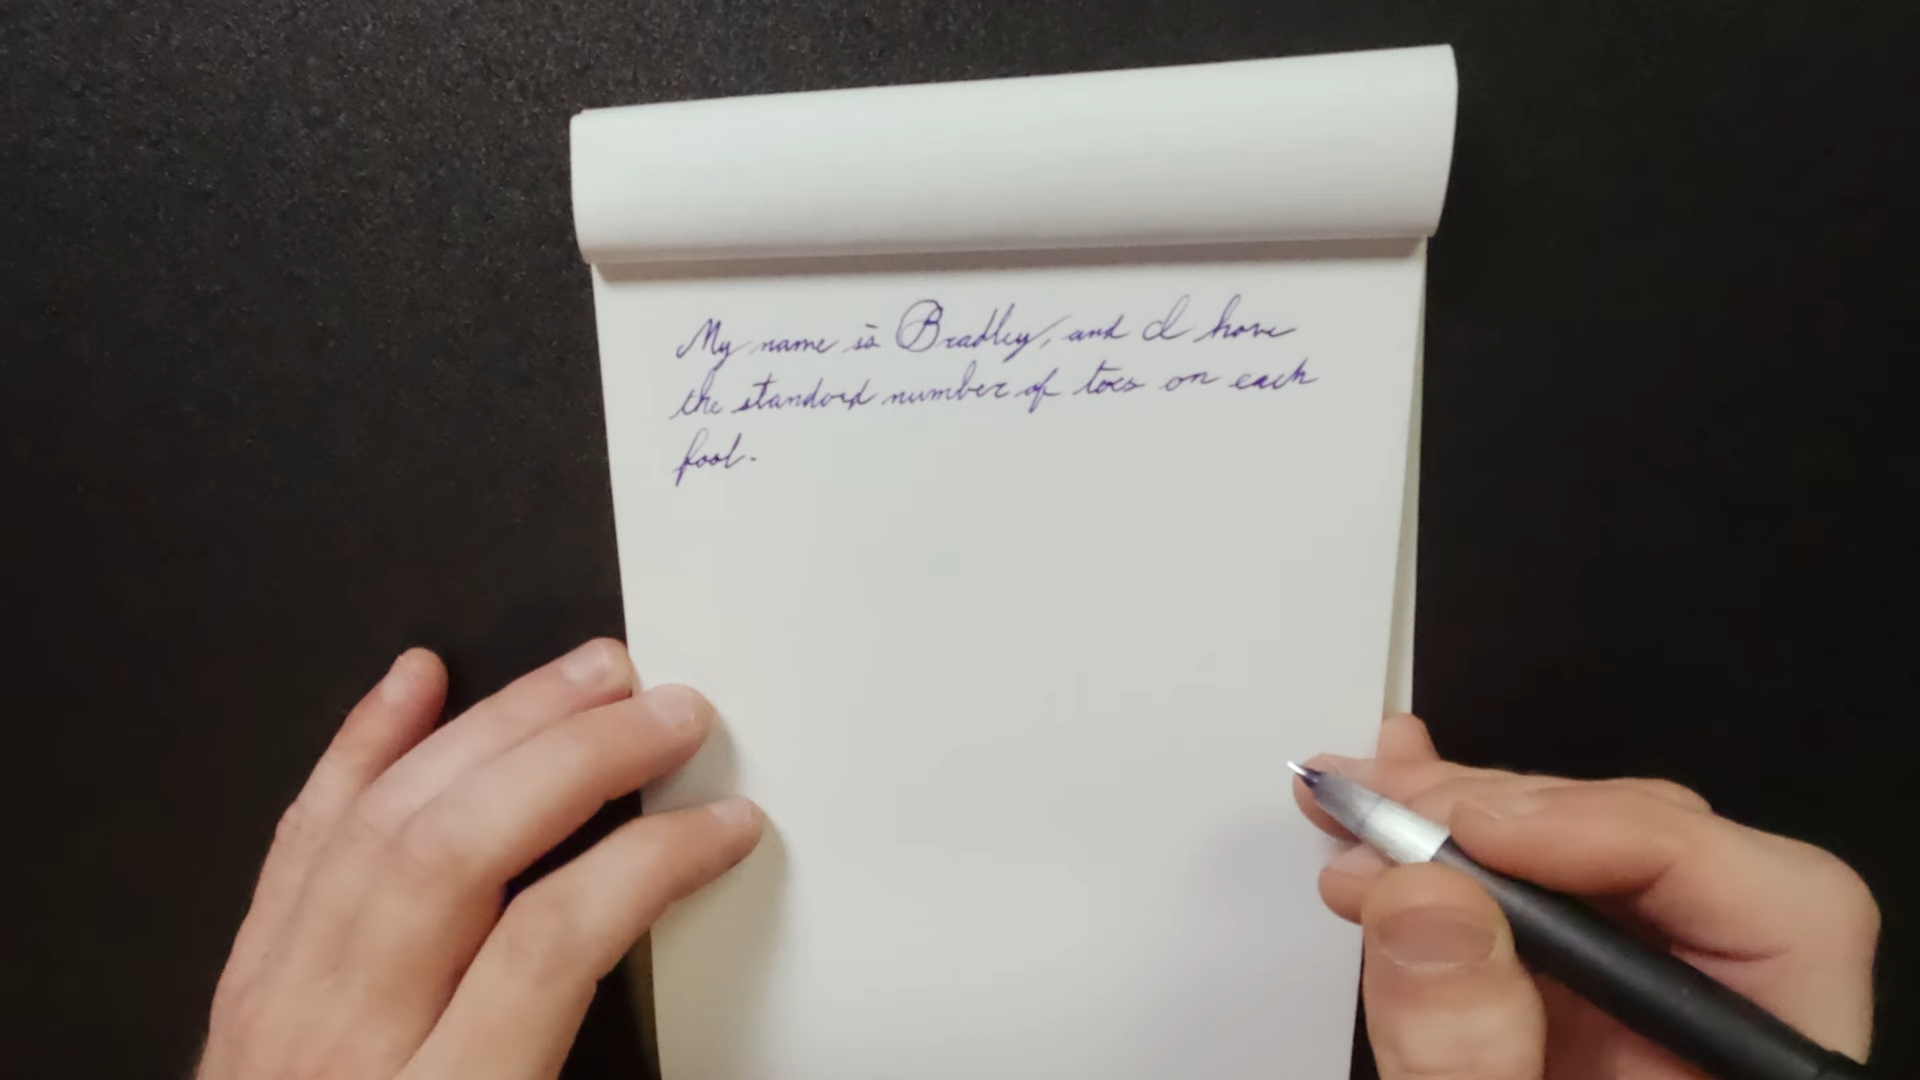 My name is Bradley, and I have
the standard number of toes on each
foot.